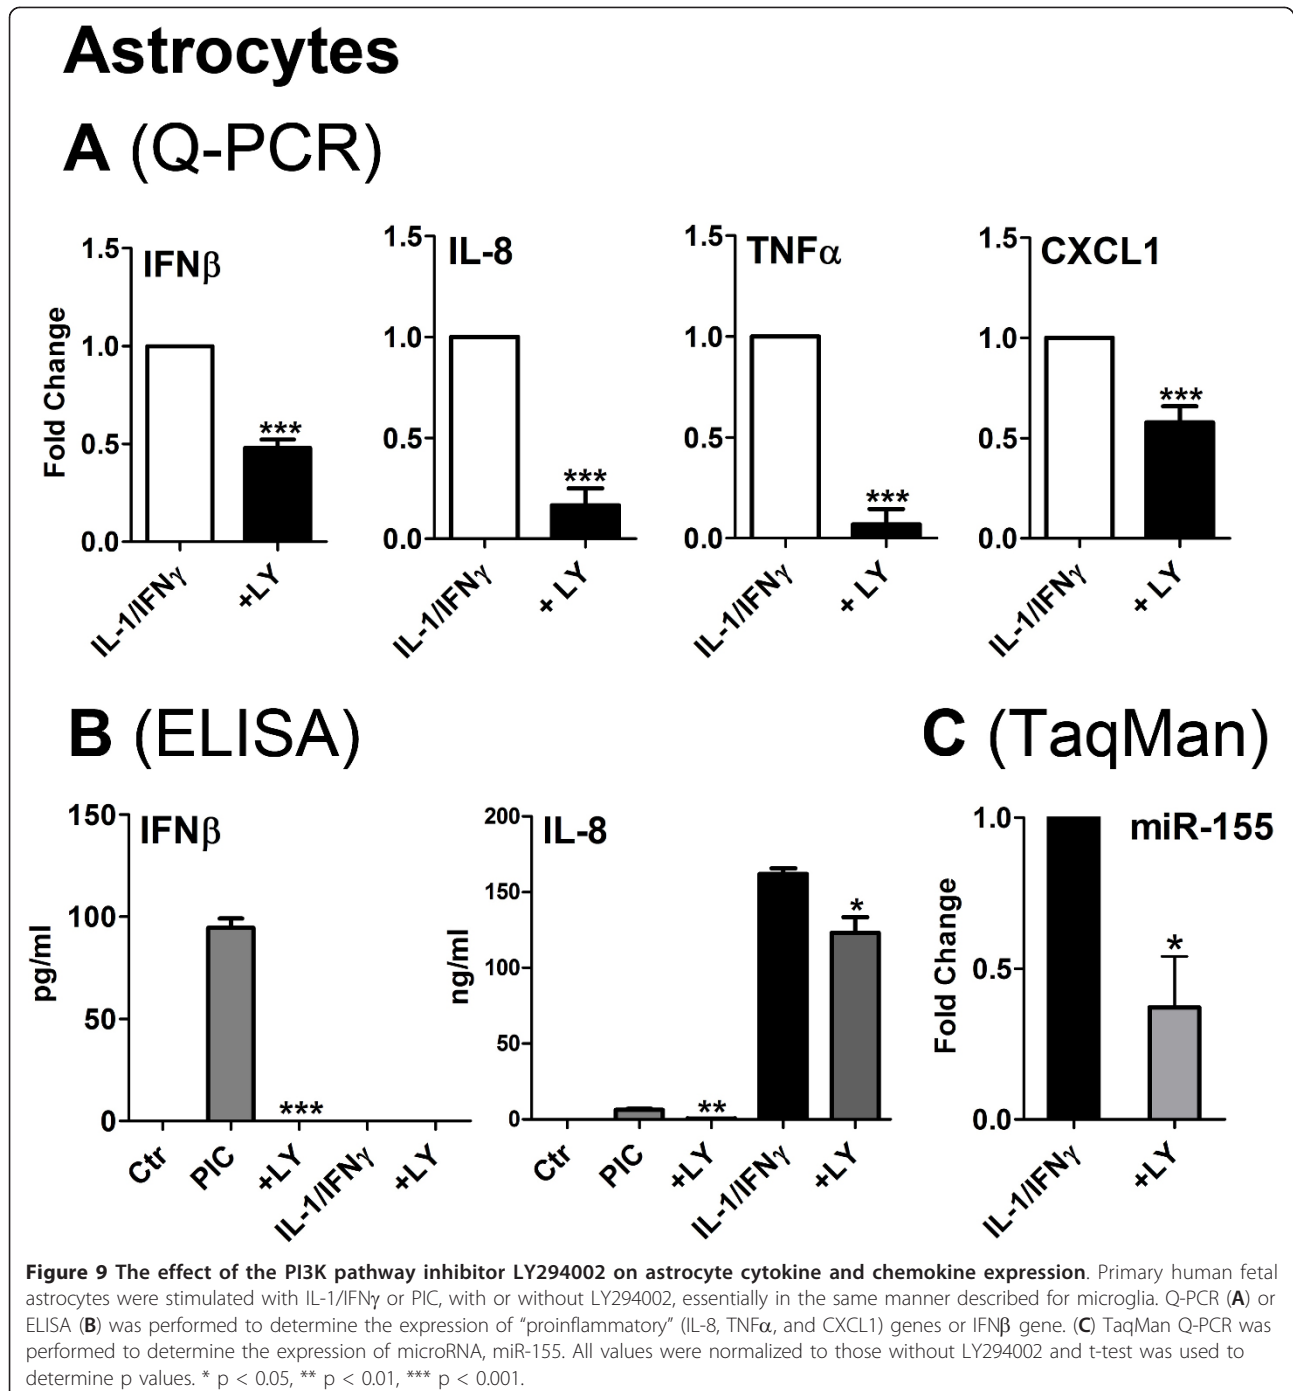 Astrocytes
A (Q-PCR)
IFNβ
1.5
1.0
0.5
0.0
Fold Change
***
IL-1/IFNγ
+LY
IL-8
1.5
1.0
0.5
0.0
***
IL-1/IFNγ
+ LY
TNFα
1.5
1.0
0.5
0.0
***
IL-1/IFNγ
+ LY
CXCL1
1.5
1.0
0.5
0.0
***
IL-1/IFNγ
+ LY
B (ELISA)
IFNβ
150
100
50
0
pg/ml
***
Ctr
PIC
+LY
IL-1/IFNγ
+LY
IL-8
200
150
100
50
0
ng/ml
**
*
Ctr
PIC
+LY
IL-1/IFNγ
+LY
C (TaqMan)
miR-155
1.0
0.5
0.0
Fold Change
*
IL-1/IFNγ
+LY
Figure 9 The effect of the PI3K pathway inhibitor LY294002 on astrocyte cytokine and chemokine expression. Primary human fetal
astrocytes were stimulated with IL-1/IFNγ or PIC, with or without LY294002, essentially in the same manner described for microglia. Q-PCR (A) or
ELISA (B) was performed to determine the expression of “proinflammatory” (IL-8, TNFα, and CXCL1) genes or IFNβ gene. (C) TaqMan Q-PCR was
performed to determine the expression of microRNA, miR-155. All values were normalized to those without LY294002 and t-test was used to
determine p values. * p < 0.05, ** p < 0.01, *** p < 0.001.